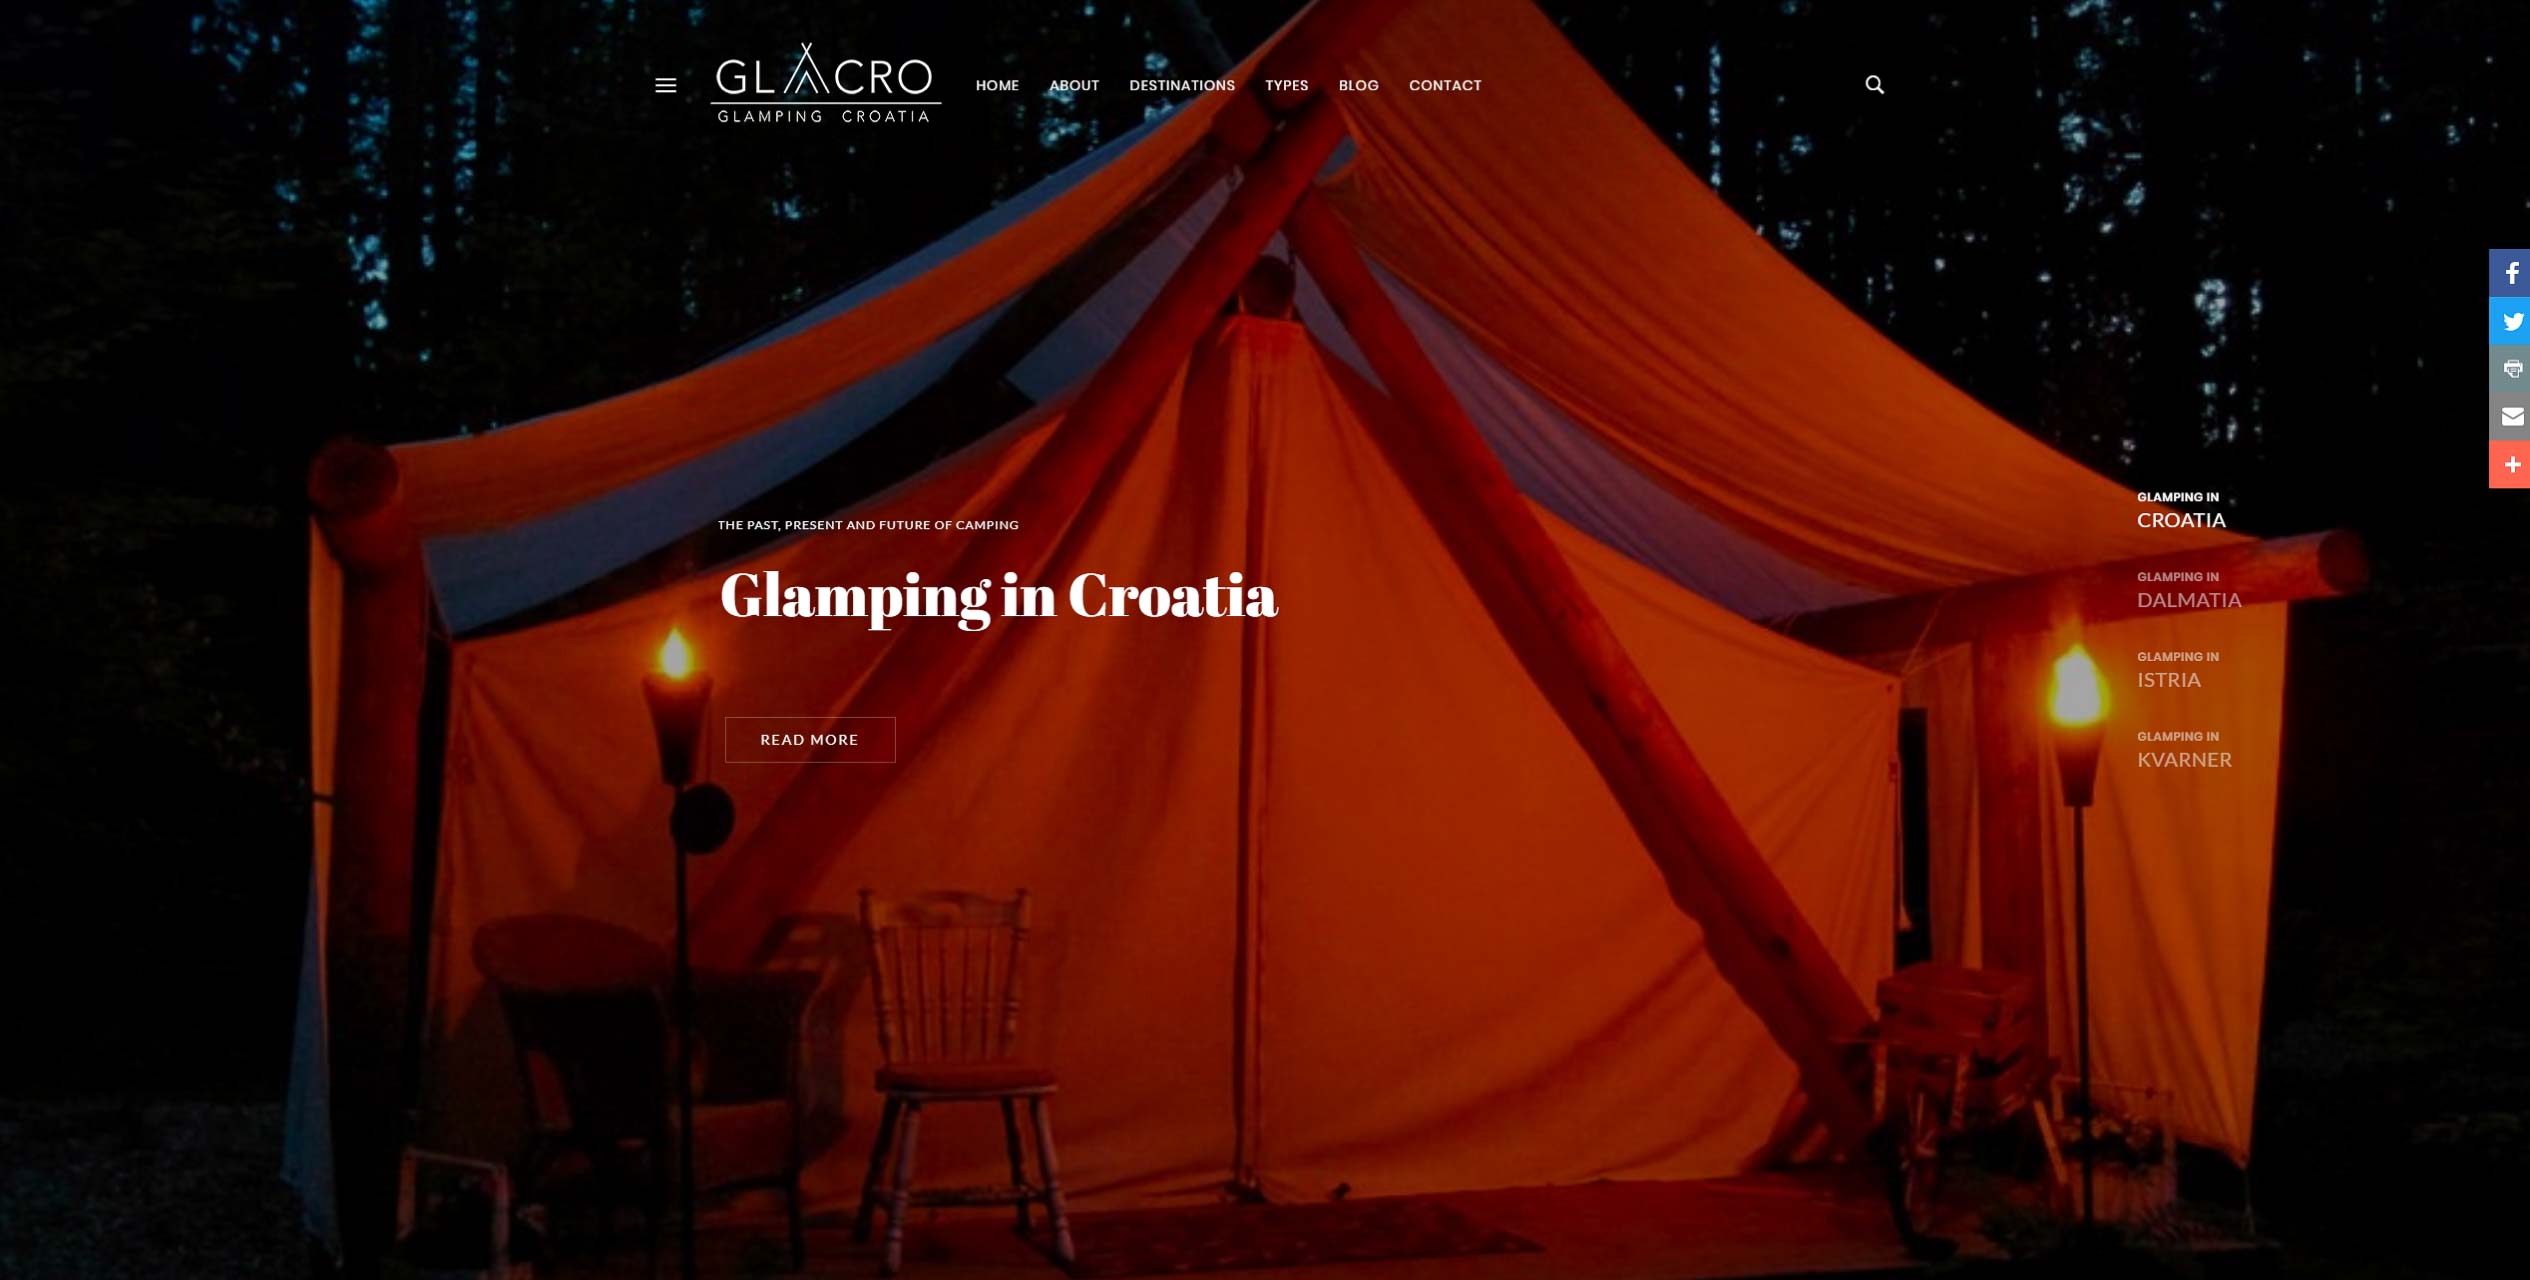 GLACRO
GLAMPING CROATIA
HOME ABOUT DESTINATIONS TYPES BLOG CONTACT
THE PAST, PRESENT AND FUTURE OF CAMPING
Glamping in Croatia
READ MORE
GLAMPING IN
CROATIA
GLAMPING IN
DALMATIA
GLAMPING IN
ISTRIA
GLAMPING IN
KVARNER